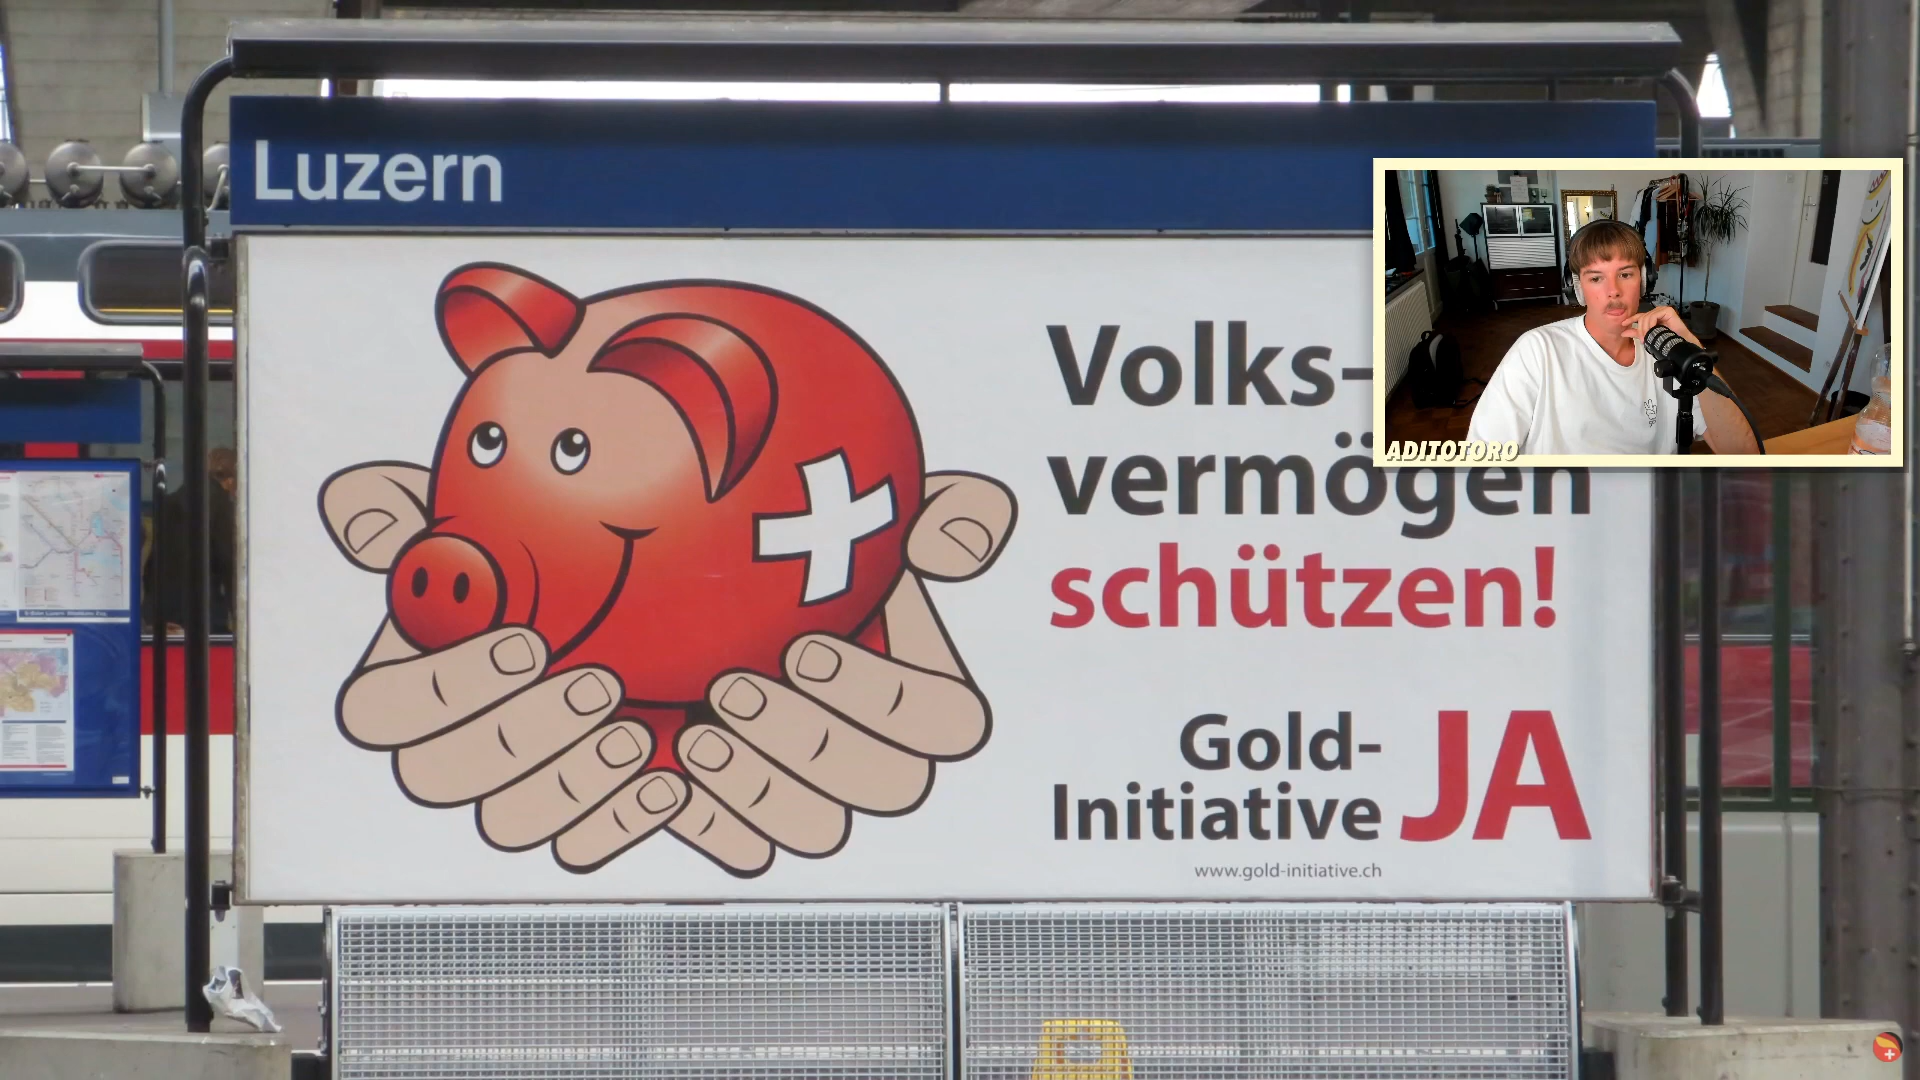 Luzern
Volks-
vermögen
schützen!
Gold-
Initiative JA
www.gold-initiative.ch
ADITOTORO